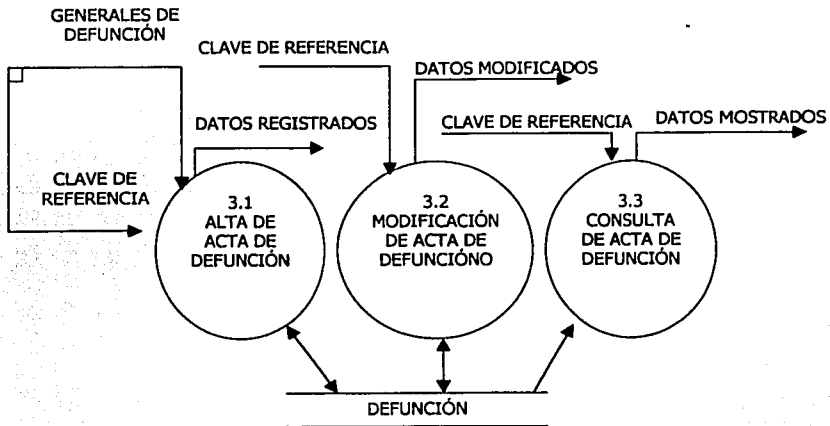 GENERALES DE
DEFUNCIÓN
CLAVE DE REFERENCIA
DATOS MODIFICADOS
DATOS REGISTRADOS
CLAVE DE REFERENCIA
DATOS MOSTRADOS
CLAVE DE
REFERENCIA
3.1
ALTA DE
ACTA DE
DEFUNCIÓN
3.2
MODIFICACIÓN
DE ACTA DE
DEFUNCIÓNO
3.3
CONSULTA
DE ACTA DE
DEFUNCIÓN
DEFUNCIÓN